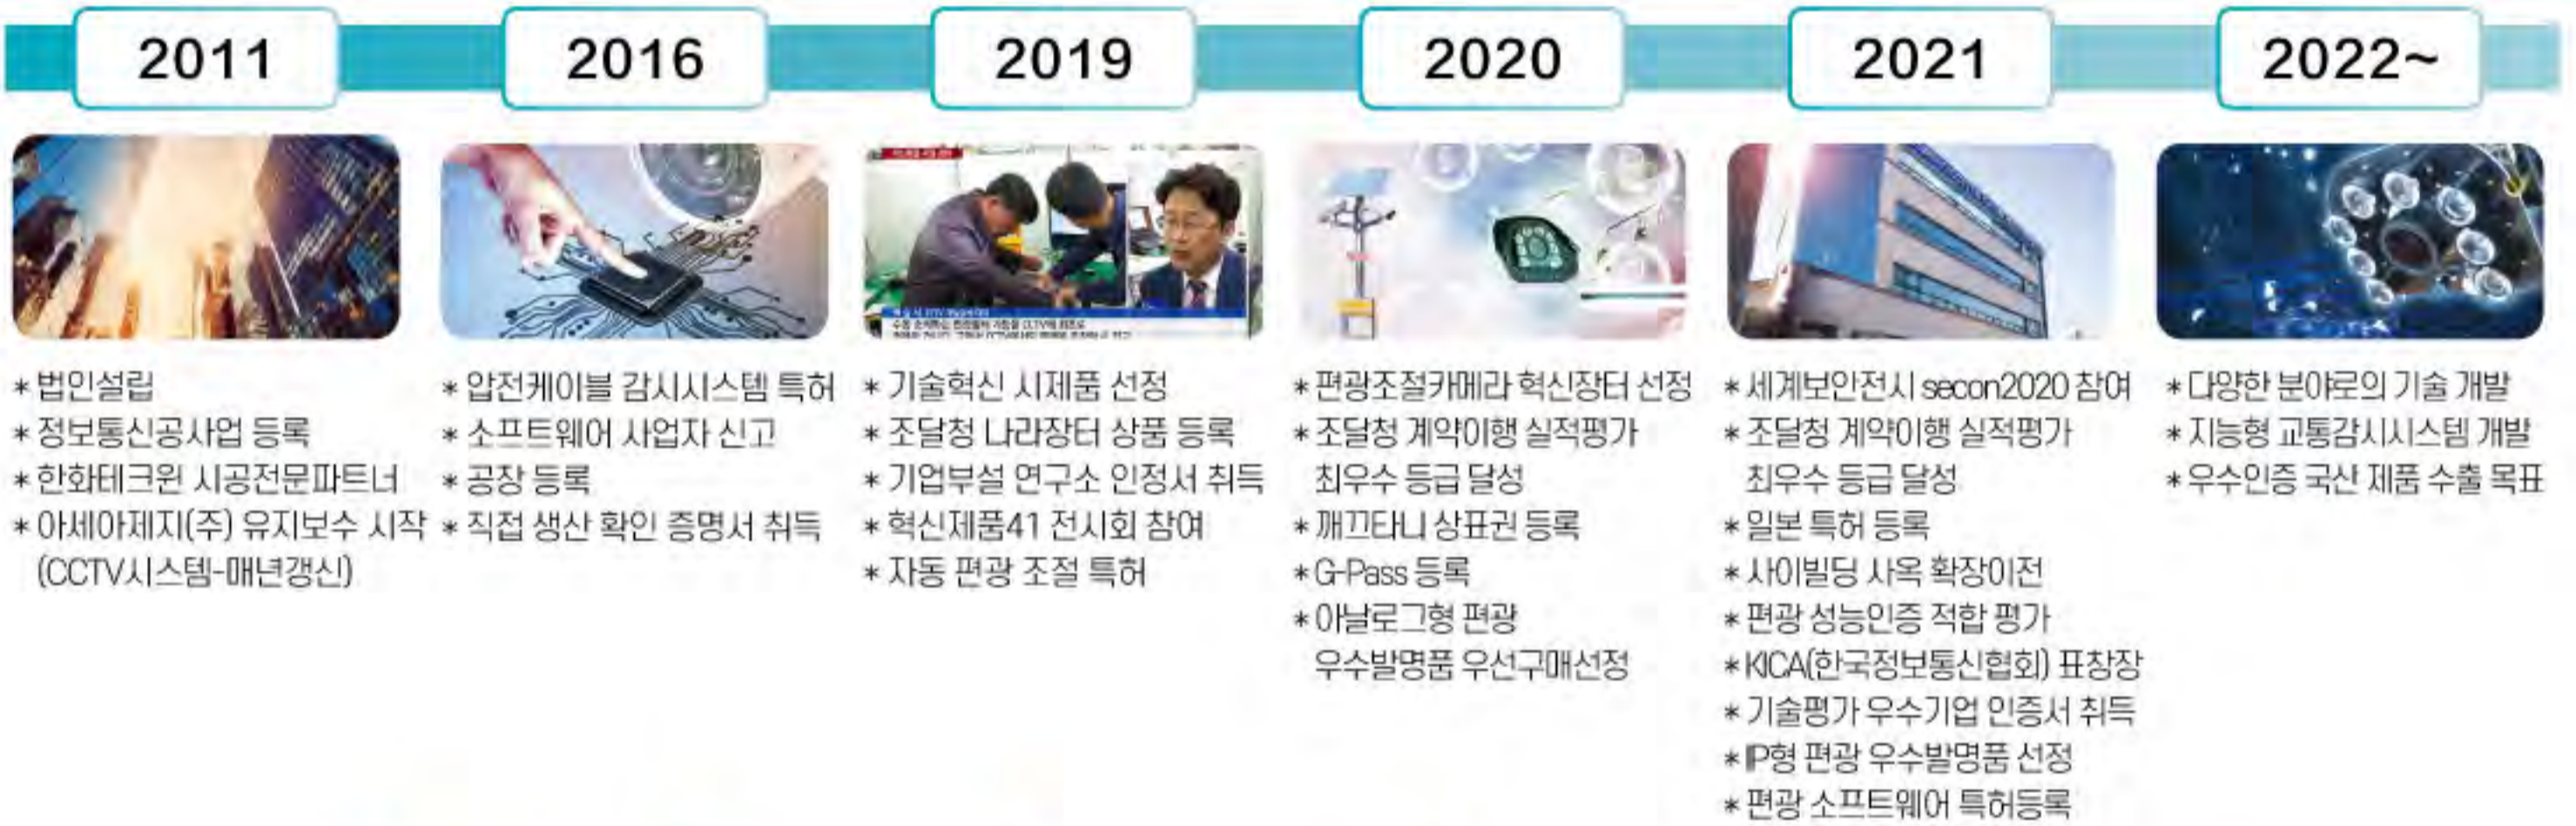 2011
2016
2019
2020
2021
2022~
* 법인설립
* 정보통신공사업 등록
* 한화테크윈 시공전문파트너
* 아세아제지(주) 유지보수 시작
(CCTV시스템-매년갱신)
* 압전케이블 감시시스템 특허
* 소프트웨어 사업자 신고
* 공장 등록
* 직접 생산 확인 증명서 취득
* 기술혁신 시제품 선정
* 조달청 나라장터 상품 등록
* 기업부설 연구소 인정서 취득
* 혁신제품41 전시회 참여
* 자동 편광 조절 특허
* 편광조절카메라 혁신장터 선정
* 조달청 계약이행 실적평가
최우수 등급 달성
* 깨끄타니 상표권 등록
* G-Pass 등록
* 아날로그형 편광
우수발명품 우선구매선정
* 세계보안전시 secon2020 참여
* 조달청 계약이행 실적평가
최우수 등급 달성
* 일본 특허 등록
* 사이빌딩 사옥 확장이전
* 편광 성능인증 적합 평가
* KICA(한국정보통신협회) 표창장
* 기술평가 우수기업 인증서 취득
* IP형 편광 우수발명품 선정
* 편광 소프트웨어 특허등록
* 다양한 분야로의 기술 개발
* 지능형 교통감시시스템 개발
* 우수인증 국산 제품 수출 목표